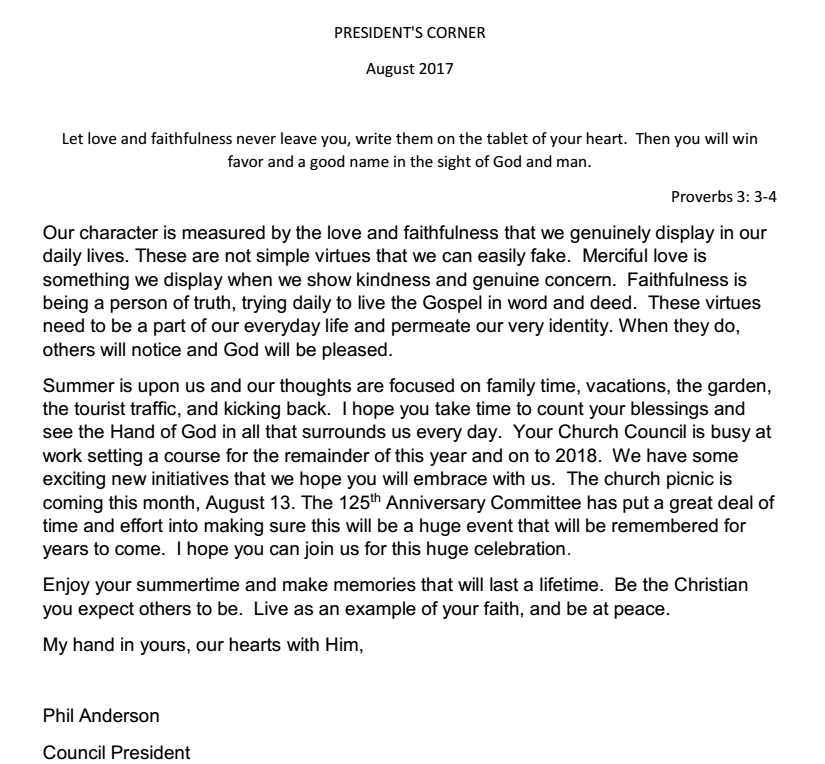 PRESIDENT'S CORNER
August 2017
Let love and faithfulness never leave you, write them on the tablet of your heart.  Then you will win
favor and a good name in the sight of God and man.
Proverbs 3: 3-4
Our character is measured by the love and faithfulness that we genuinely display in our
daily lives. These are not simple virtues that we can easily fake.  Merciful love is
something we display when we show kindness and genuine concern.  Faithfulness is
being a person of truth, trying daily to live the Gospel in word and deed.  These virtues
need to be a part of our everyday life and permeate our very identity. When they do,
others will notice and God will be pleased.
Summer is upon us and our thoughts are focused on family time, vacations, the garden,
the tourist traffic, and kicking back.  I hope you take time to count your blessings and
see the Hand of God in all that surrounds us every day.  Your Church Council is busy at
work setting a course for the remainder of this year and on to 2018.  We have some
exciting new initiatives that we hope you will embrace with us.  The church picnic is
coming this month, August 13. The 125th Anniversary Committee has put a great deal of
time and effort into making sure this will be a huge event that will be remembered for
years to come.  I hope you can join us for this huge celebration.
Enjoy your summertime and make memories that will last a lifetime.  Be the Christian
you expect others to be.  Live as an example of your faith, and be at peace.
My hand in yours, our hearts with Him,
Phil Anderson
Council President